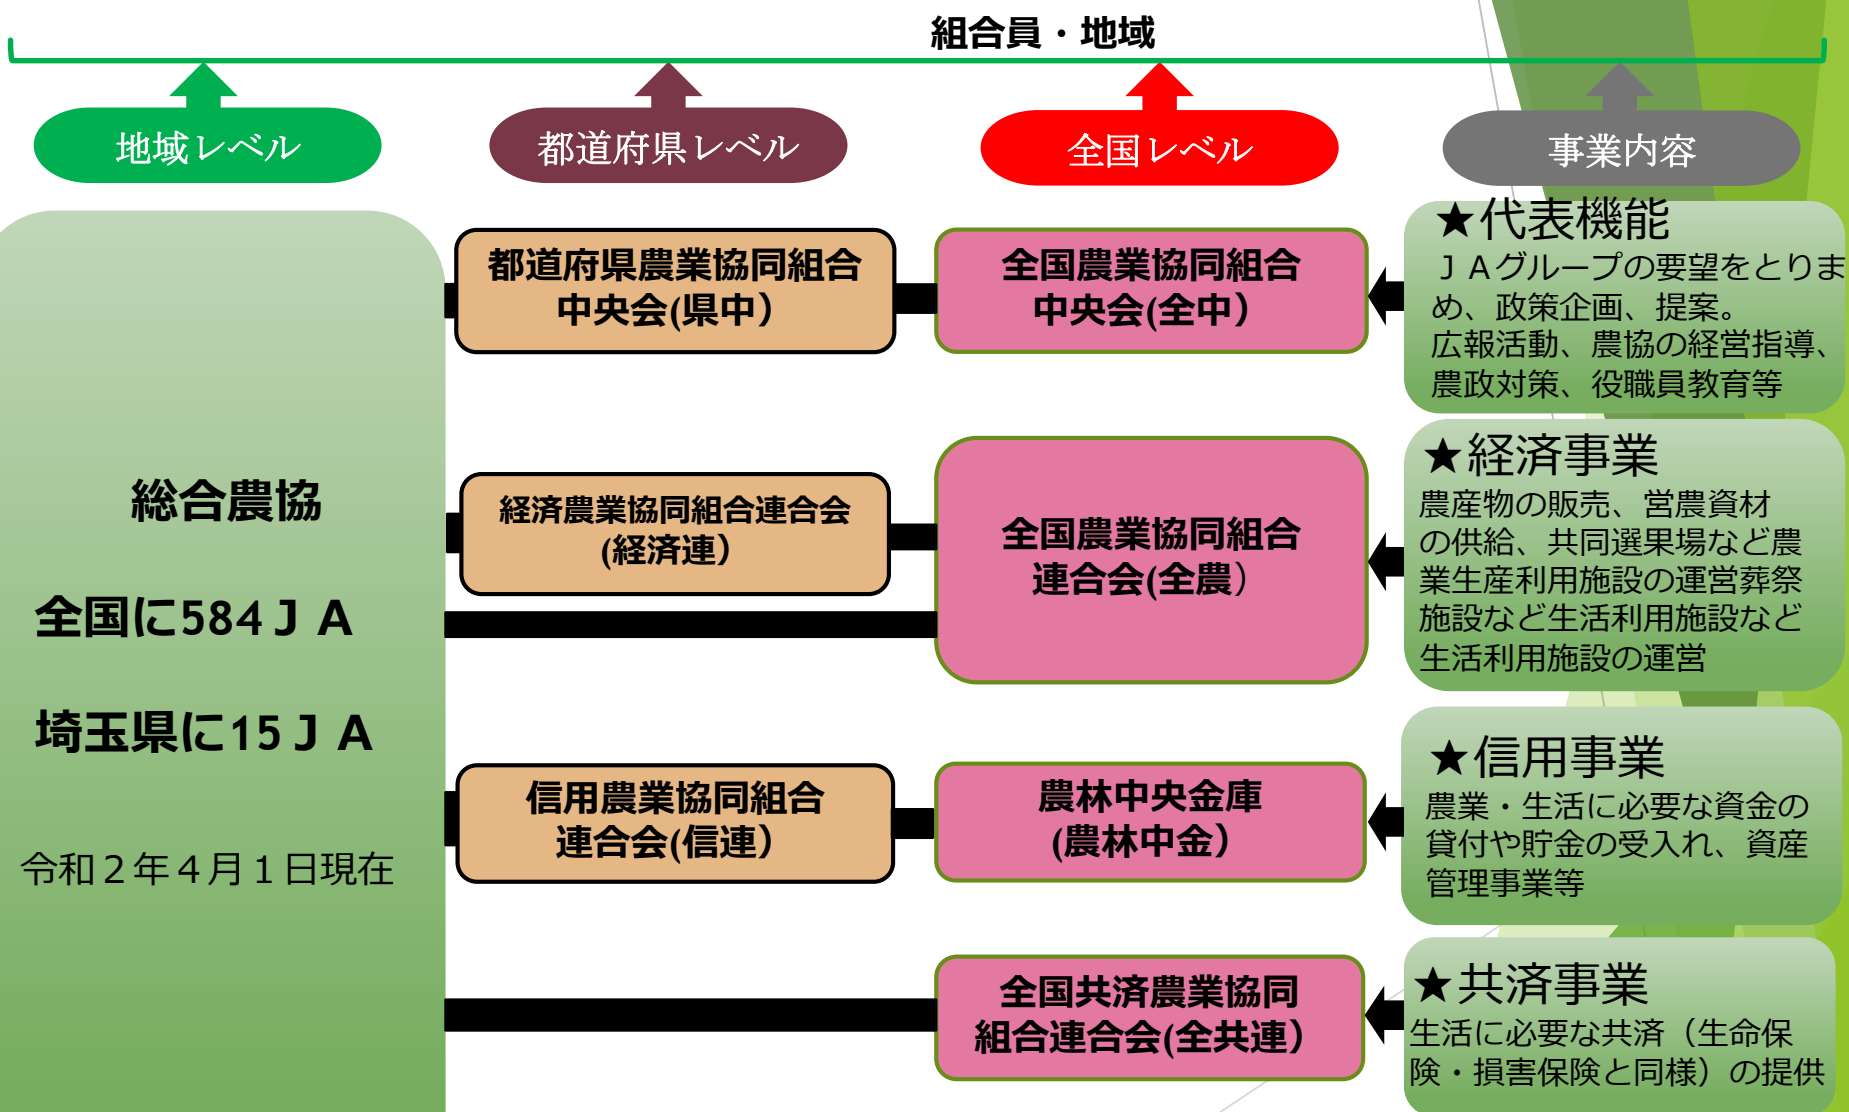 組合員・地域
地域レベル
都道府県レベル
全国レベル
事業内容
総合農協
全国に584ＪＡ
埼玉県に15ＪＡ
令和２年４月１日現在
都道府県農業協同組合
中央会(県中）
全国農業協同組合
中央会(全中）
★代表機能
ＪＡグループの要望をとりま
め、政策企画、提案。
広報活動、農協の経営指導、
農政対策、役職員教育等
経済農業協同組合連合会
(経済連）
全国農業協同組合
連合会(全農）
★経済事業
農産物の販売、営農資材
の供給、共同選果場など農
業生産利用施設の運営葬祭
施設など生活利用施設など
生活利用施設の運営
信用農業協同組合
連合会(信連）
農林中央金庫
(農林中金）
★信用事業
農業・生活に必要な資金の
貸付や貯金の受入れ、資産
管理事業等
全国共済農業協同
組合連合会(全共連）
★共済事業
生活に必要な共済（生命保
険・損害保険と同様）の提供